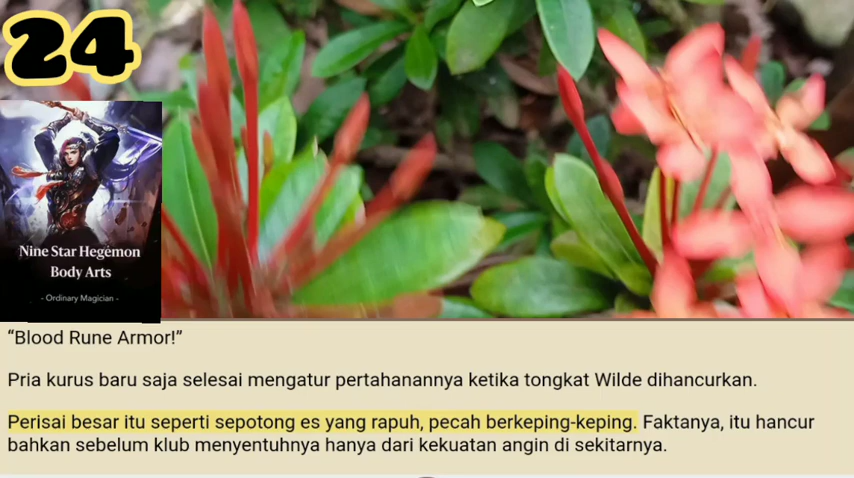 24
Nine Star Hegemon
Body Arts
- Ordinary Magician -
“Blood Rune Armor!”
Pria kurus baru saja selesai mengatur pertahanannya ketika tongkat Wilde dihancurkan.
Perisai besar itu seperti sepotong es yang rapuh, pecah berkeping-keping. Faktanya, itu hancur
bahkan sebelum klub menyentuhnya hanya dari kekuatan angin di sekitarnya.